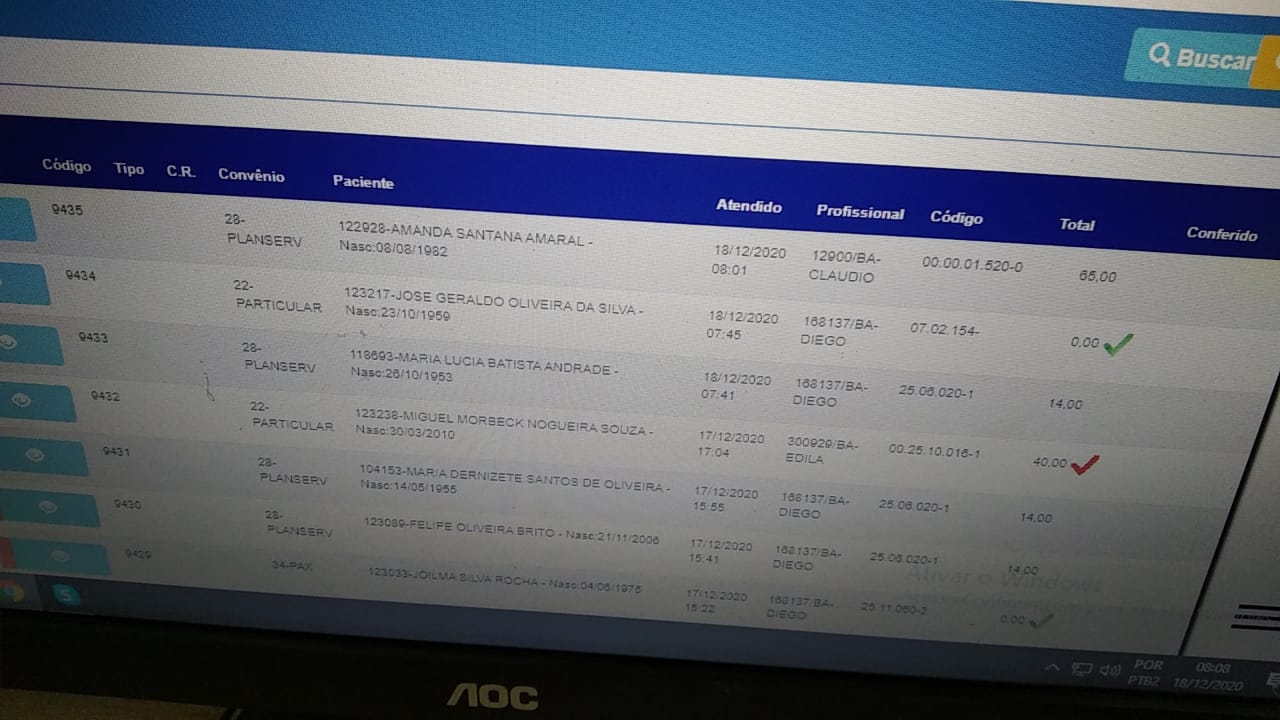 Buscar
Código Tipo C.R. Convênio Paciente Atendido Profissional Código Total Conferido
9435 28- 122928-AMANDA SANTANA AMARAL - 18/12/2020 12900/BA- 00.00.01.520-0 65,00
PLANSERV Nasc:08/08/1982 08:01 CLAUDIO
9434 22- 123217-JOSE GERALDO OLIVEIRA DA SILVA - 18/12/2020 168137/BA- 07.02.154- 0,00
PARTICULAR Nasc:23/10/1959 07:45 DIEGO
9433 28- 118693-MARIA LUCIA BATISTA ANDRADE - 18/12/2020 168137/BA- 25.06.020-1 14,00
PLANSERV Nasc:26/10/1953 07:41 DIEGO
9432 22- 123238-MIGUEL MORBECK NOGUEIRA SOUZA - 17/12/2020 300929/BA- 00.25.10.016-1 40,00
PARTICULAR Nasc:30/03/2010 17:04 EDILA
9431 28- 104153-MARIA DERNIZETE SANTOS DE OLIVEIRA - 17/12/2020 168137/BA- 25.06.020-1 14,00
PLANSERV Nasc:14/05/1955 15:55 DIEGO
9430 28- 123089-FELIPE OLIVEIRA BRITO - Nasc:21/11/2006 17/12/2020 168137/BA- 25.06.020-1 14,00
PLANSERV 15:41 DIEGO
9429 34-PAX 123033-JOILMA SILVA ROCHA - Nasc:04/06/1975 17/12/2020 168137/BA- 25.11.060-3 0,00
15:22 DIEGO
Ativar o Windows
POR 08:08
PTB2 18/12/2020
AOC